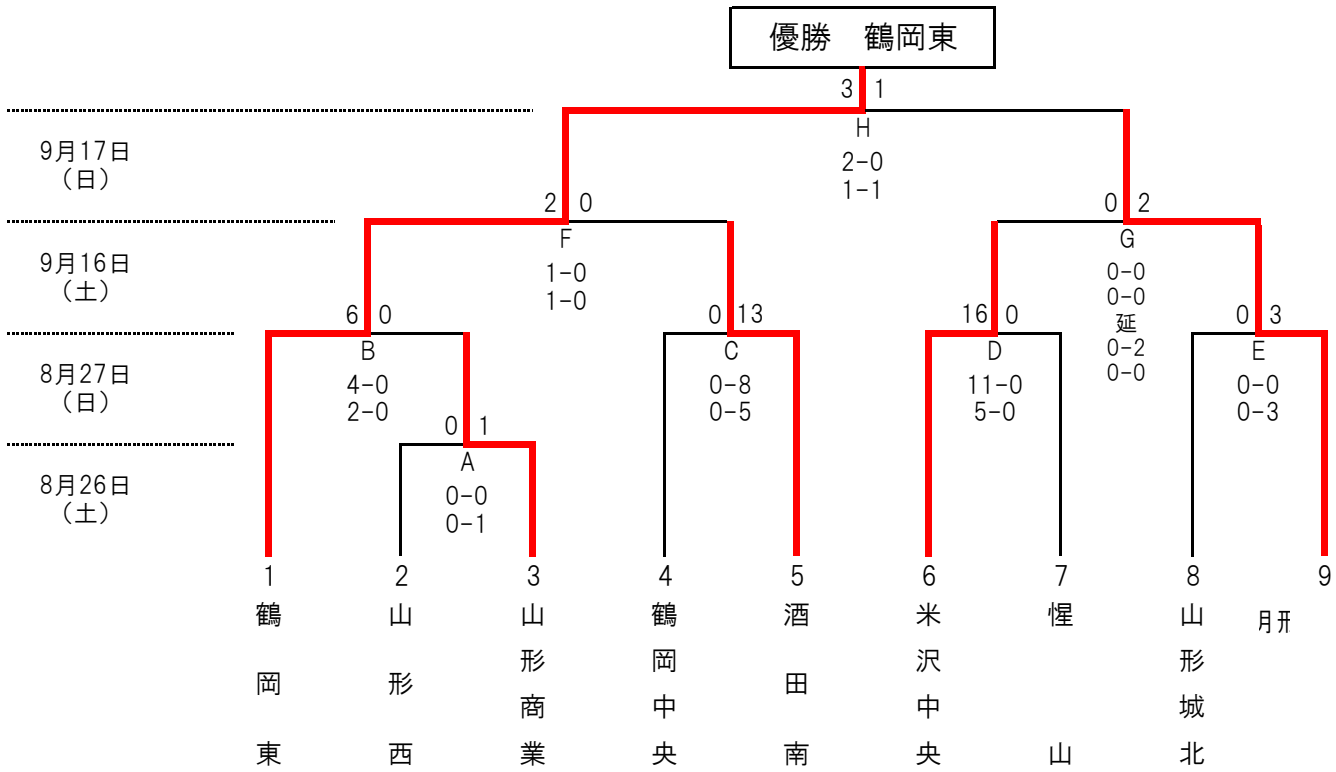 優勝　鶴岡東
3 1
H
2-0
1-1
9月17日
（日）
2 0
F
1-0
1-0
0 2
G
0-0
0-0
延
0-2
0-0
9月16日
（土）
6 0
B
4-0
2-0
0 13
C
0-8
0-5
16 0
D
11-0
5-0
0 3
E
0-0
0-3
8月27日
（日）
0 1
A
0-0
0-1
8月26日
（土）
1 2 3 4 5 6 7 8 9
鶴岡東
山形西
山形商業
鶴岡中央
酒田南
米沢中央
惺山
山形城北